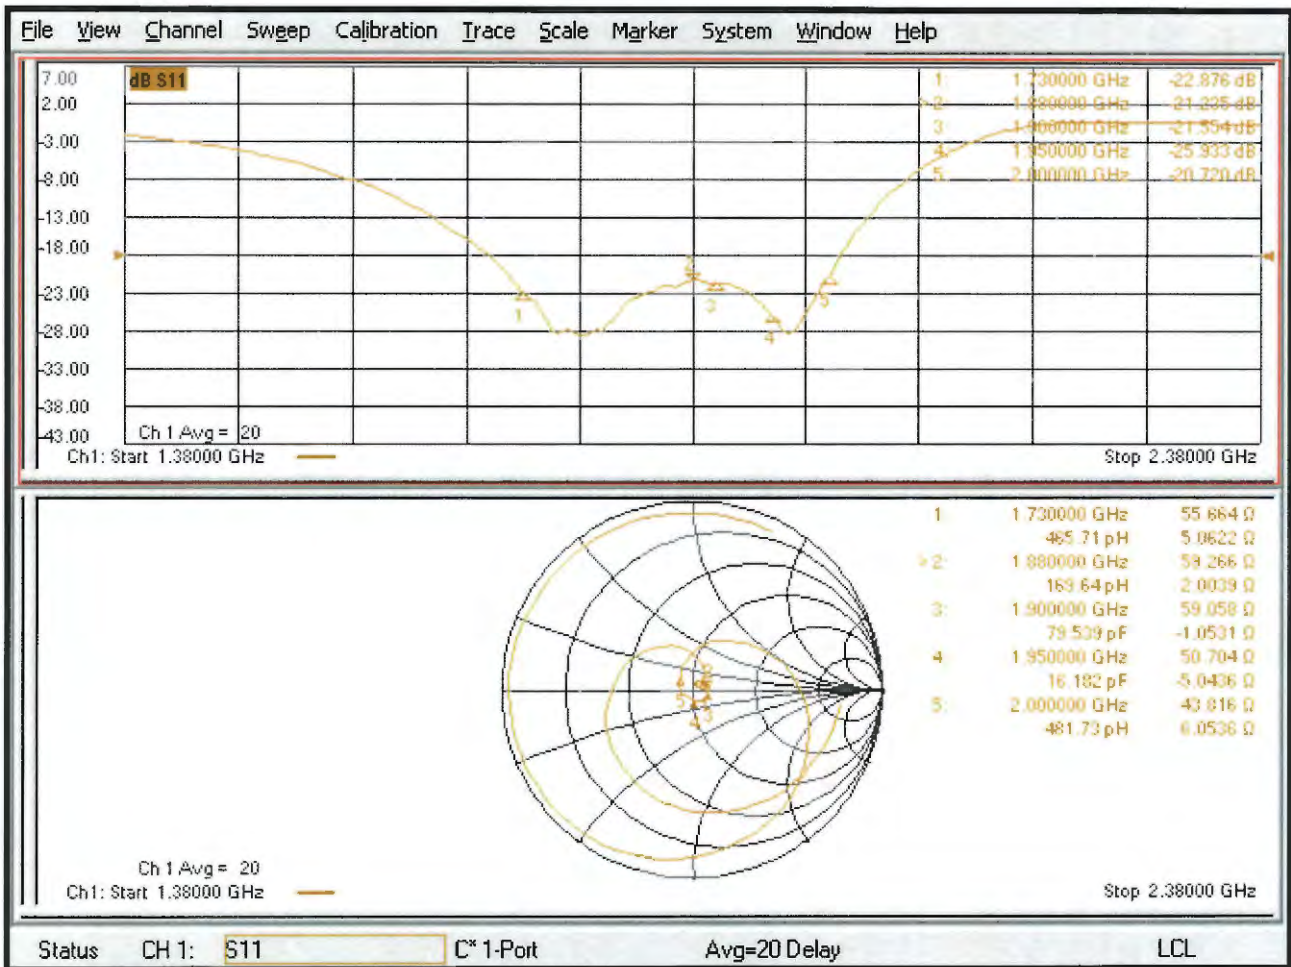 File View Channel Sweep Calibration Trace Scale Marker System Window Help
7.00
dB S11
2.00
-3.00
-8.00
-13.00
-18.00
-23.00
-28.00
-33.00
-38.00
-43.00
1: 1.730000 GHz -22.876 dB
> 2: 1.880000 GHz -21.235 dB
3: 1.900000 GHz -21.554 dB
4: 1.950000 GHz -25.933 dB
5: 2.000000 GHz -20.720 dB
1
2
3
4
5
Ch 1 Avg = 20
Ch1: Start 1.38000 GHz
Stop 2.38000 GHz
1: 1.730000 GHz 55.664 Ω
465.71 pH 5.0622 Ω
> 2: 1.880000 GHz 59.266 Ω
169.64 pH 2.0039 Ω
3: 1.900000 GHz 59.058 Ω
79.539 pF -1.0531 Ω
4: 1.950000 GHz 50.704 Ω
16.182 pF -5.0436 Ω
5: 2.000000 GHz 43.816 Ω
481.73 pH 6.0536 Ω
5
4
3
Ch 1 Avg = 20
Ch1: Start 1.38000 GHz
Stop 2.38000 GHz
Status CH 1: S11 C* 1-Port Avg=20 Delay LCL